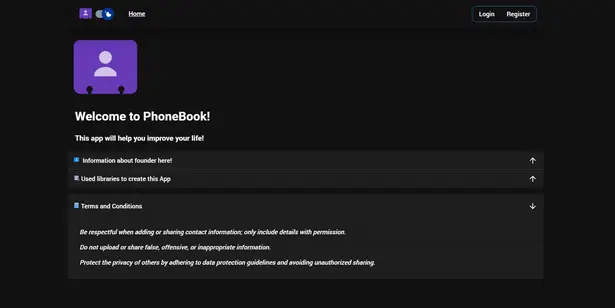 Home
Login
Register
Welcome to PhoneBook!
This app will help you improve your life!
Information about founder here!
Used libraries to create this App
Terms and Conditions
Be respectful when adding or sharing contact information; only include details with permission.
Do not upload or share false, offensive, or inappropriate information.
Protect the privacy of others by adhering to data protection guidelines and avoiding unauthorized sharing.